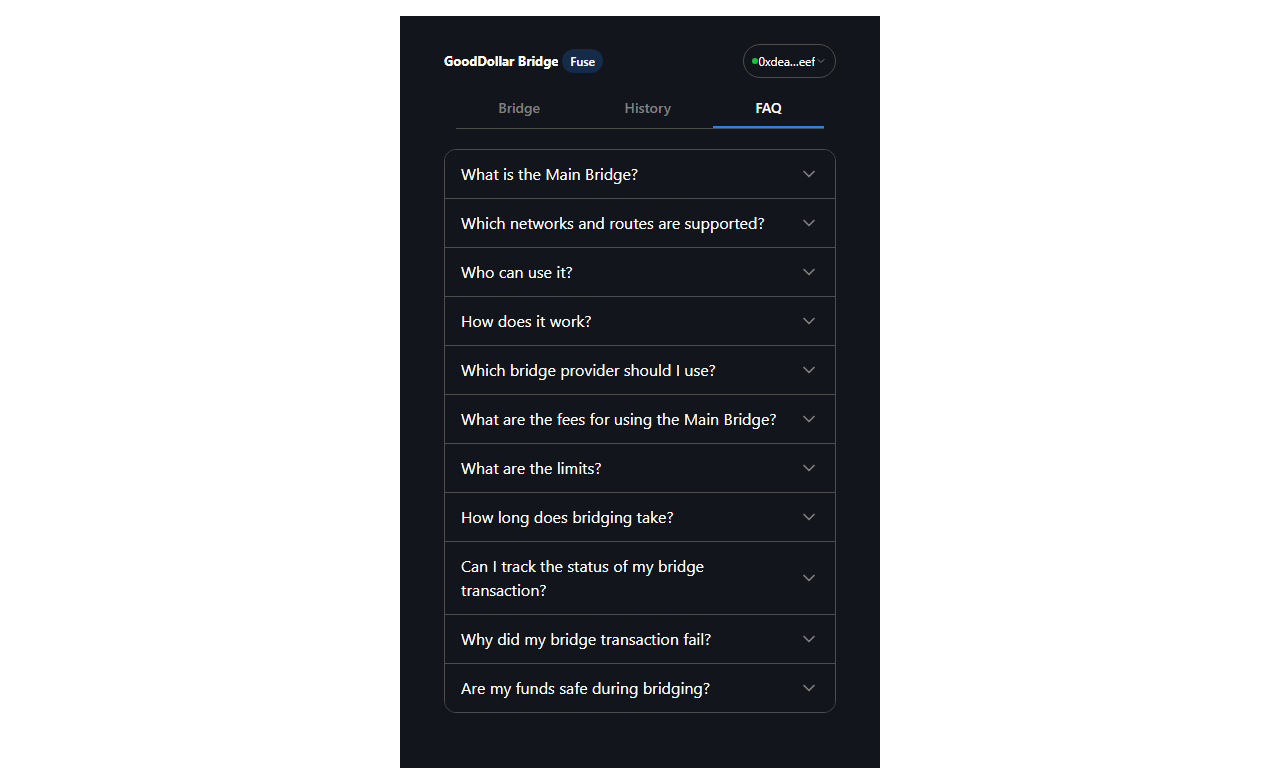 GoodDollar Bridge Fuse 0xdea...eef
Bridge History FAQ
What is the Main Bridge?
Which networks and routes are supported?
Who can use it?
How does it work?
Which bridge provider should I use?
What are the fees for using the Main Bridge?
What are the limits?
How long does bridging take?
Can I track the status of my bridge
transaction?
Why did my bridge transaction fail?
Are my funds safe during bridging?